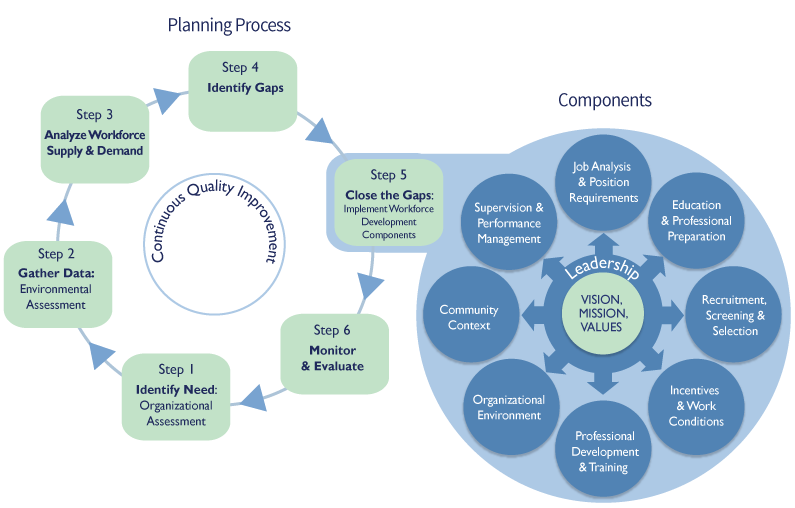 Planning Process
Step 1
Identify Need:
Organizational
Assessment
Step 2
Gather Data:
Environmental
Assessment
Step 3
Analyze Workforce
Supply & Demand
Step 4
Identify Gaps
Step 5
Close the Gaps:
Implement Workforce
Development
Components
Step 6
Monitor
& Evaluate
Continuous Quality Improvement
Components
Job Analysis
& Position
Requirements
Education
& Professional
Preparation
Recruitment,
Screening &
Selection
Incentives
& Work
Conditions
Professional
Development
& Training
Organizational
Environment
Community
Context
Supervision &
Performance
Management
Leadership
VISION,
MISSION,
VALUES